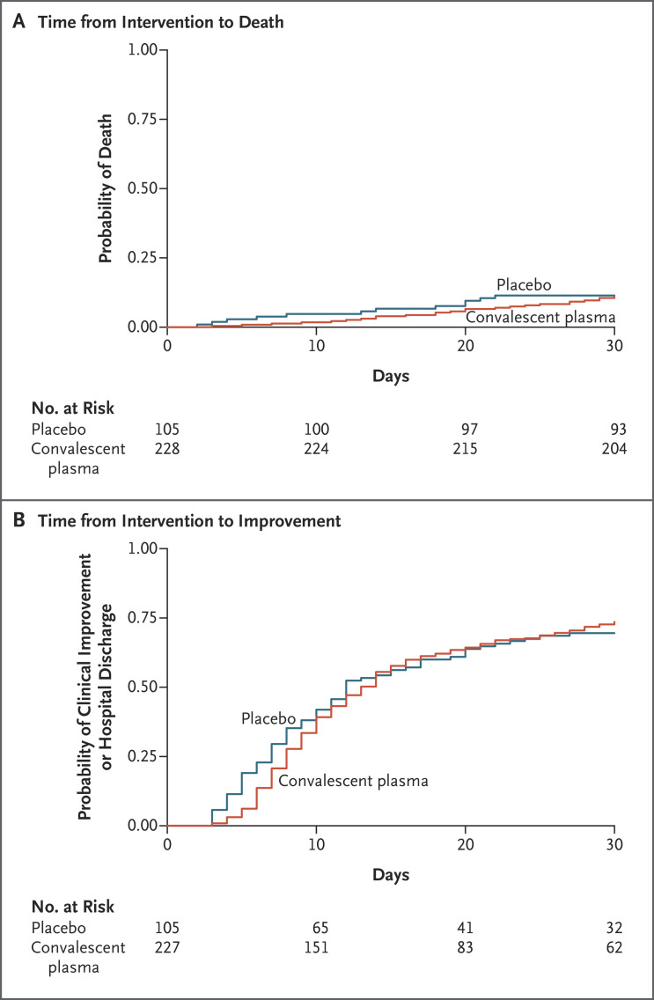 A Time from Intervention to Death
1.00
0.75
0.50
0.25
0.00
Probability of Death
Placebo
Convalescent plasma
0 10 20 30
Days
No. at Risk
Placebo 105 100 97 93
Convalescent 228 224 215 204
plasma
B Time from Intervention to Improvement
1.00
0.75
0.50
0.25
0.00
Probability of Clinical Improvement
or Hospital Discharge
Placebo
Convalescent plasma
0 10 20 30
Days
No. at Risk
Placebo 105 65 41 32
Convalescent 227 151 83 62
plasma